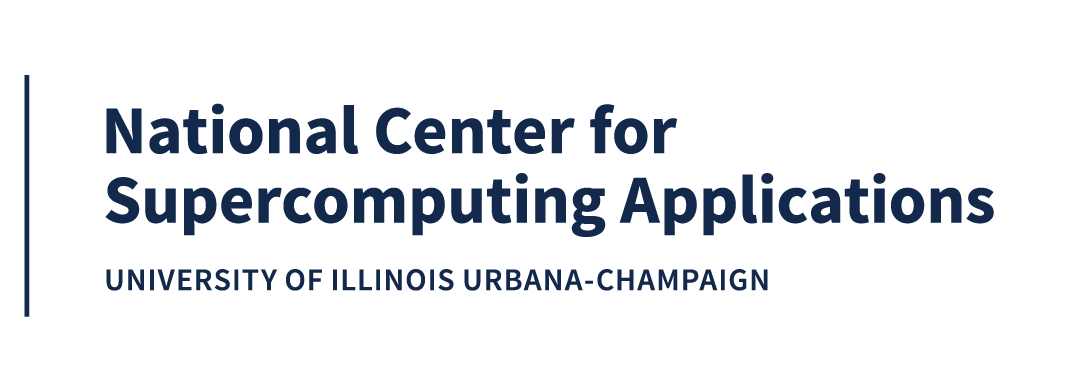 National Center for
Supercomputing Applications
UNIVERSITY OF ILLINOIS URBANA-CHAMPAIGN